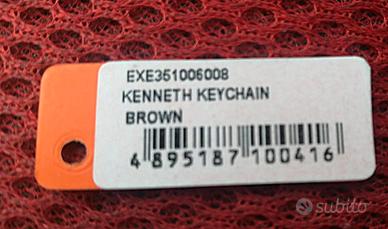 EXE351006008
KENNETH KEYCHAIN
BROWN
4 895187 100416
subito